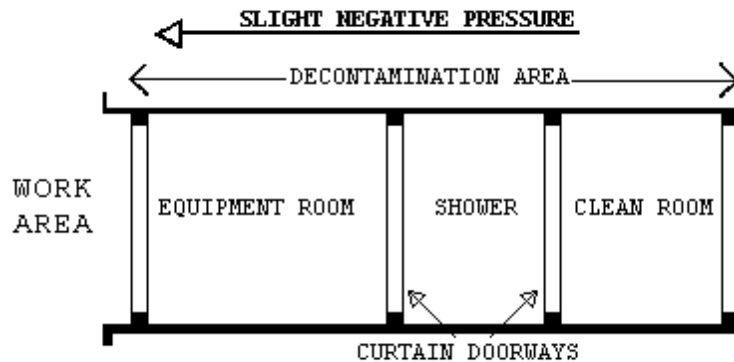 SLIGHT NEGATIVE PRESSURE
DECONTAMINATION AREA
WORK
AREA
EQUIPMENT ROOM
SHOWER
CLEAN ROOM
CURTAIN DOORWAYS